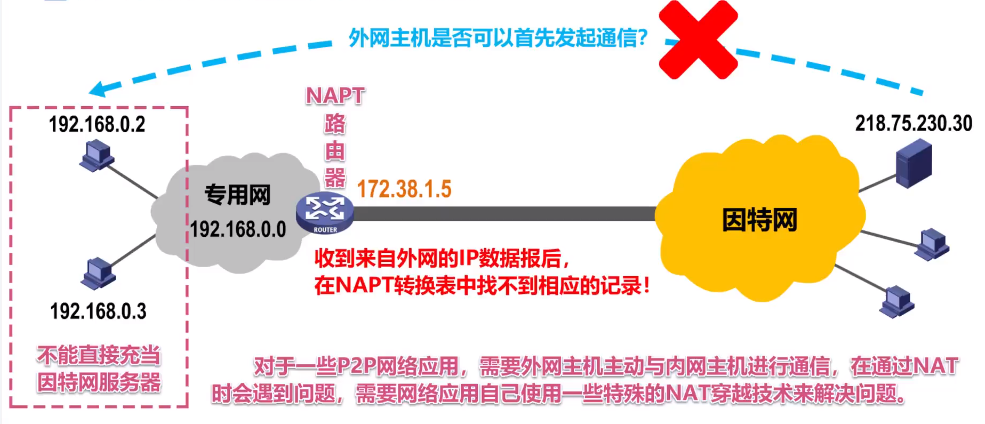 外网主机是否可以首先发起通信？
NAPT
路
由
器
192.168.0.2
218.75.230.30
172.38.1.5
专用网
192.168.0.0
ROUTER
因特网
收到来自外网的IP数据报后，
在NAPT转换表中找不到相应的记录！
192.168.0.3
不能直接充当
因特网服务器
对于一些P2P网络应用，需要外网主机主动与内网主机进行通信，在通过NAT
时会遇到问题，需要网络应用自己使用一些特殊的NAT穿越技术来解决问题。